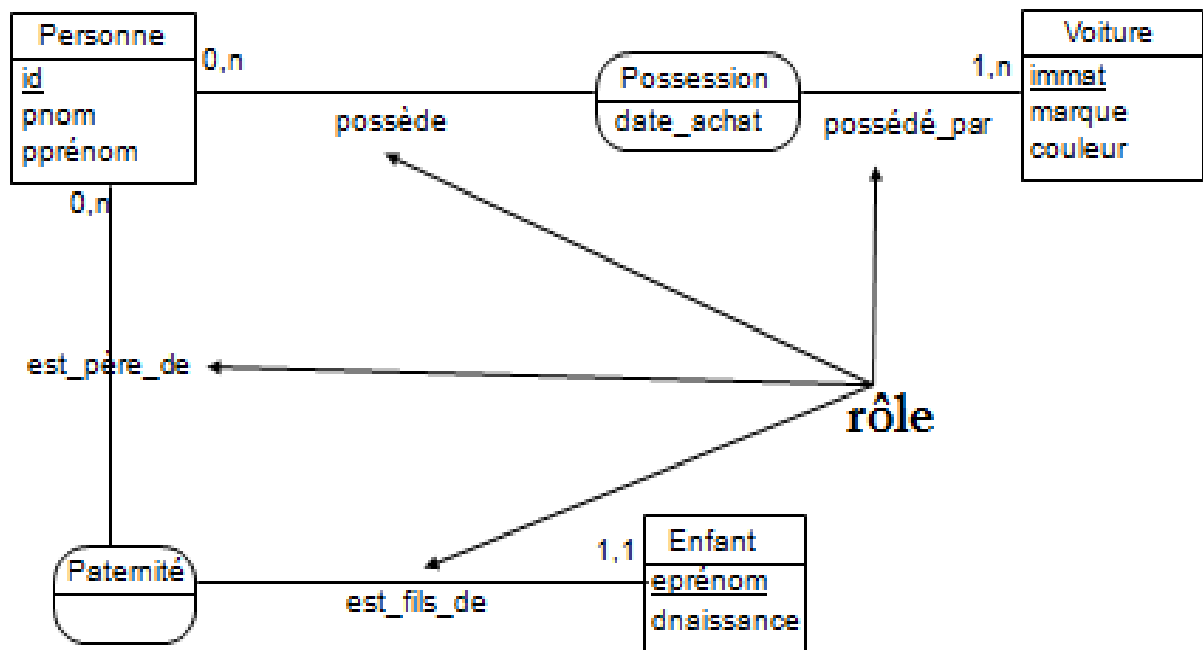 Personne
id
pnom
pprénom
0,n
possède
Possession
date_achat
1,n
possédé_par
Voiture
immat
marque
couleur
0,n
est_père_de
rôle
Paternité
est_fils_de
1,1
Enfant
eprénom
dnaissance